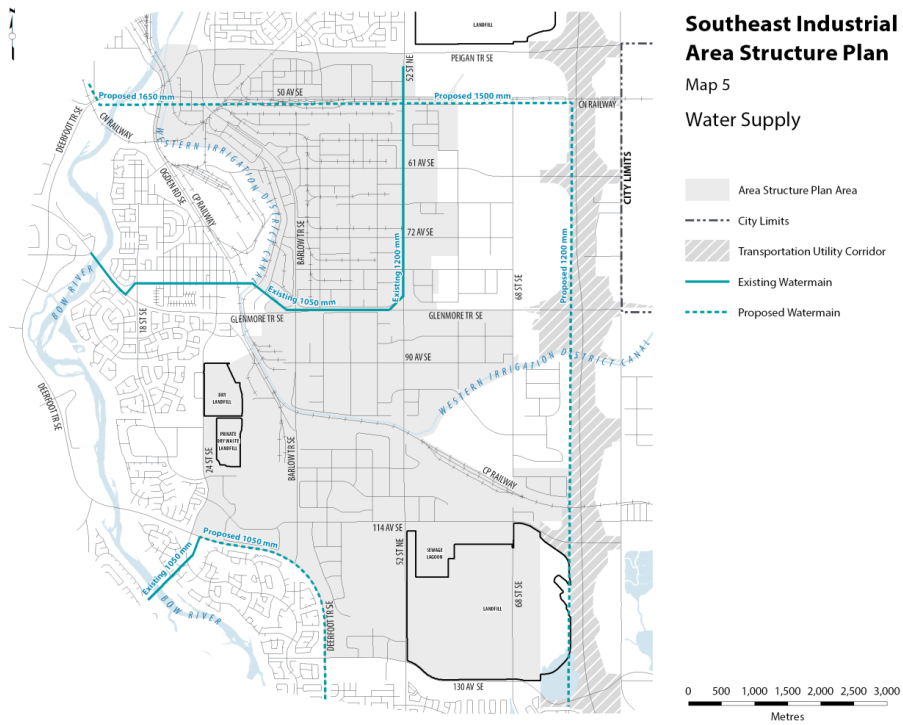 Southeast Industrial
Area Structure Plan
Map 5
Water Supply
Area Structure Plan Area
City Limits
Transportation Utility Corridor
Existing Watermain
Proposed Watermain
0 500 1,000 1,500 2,000 2,500 3,000
Metres
LANDFILL
PEIGAN TR SE
52 ST NE
50 AV SE
Proposed 1650 mm
Proposed 1500 mm
CN RAILWAY
CN RAILWAY
DEERFOOT TR SE
WESTERN IRRIGATION DISTRICT CANAL
OGDEN RD SE
CP RAILWAY
61 AV SE
CITY LIMITS
BARLOW TR SE
72 AV SE
Existing 1200 mm
Proposed 1200 mm
68 ST SE
BOW RIVER
Existing 1050 mm
18 ST SE
GLENMORE TR SE
GLENMORE TR SE
90 AV SE
WESTERN IRRIGATION DISTRICT CANAL
DEERFOOT TR SE
DAY
LANDFILL
PRIVATE
DRY WASTE
LANDFILL
24 ST SE
BARLOW TR SE
CP RAILWAY
114 AV SE
Proposed 1050 mm
Existing 1050 mm
52 ST NE
SEWAGE
LAGOON
68 ST SE
LANDFILL
BOW RIVER
DEERFOOT TR SE
130 AV SE